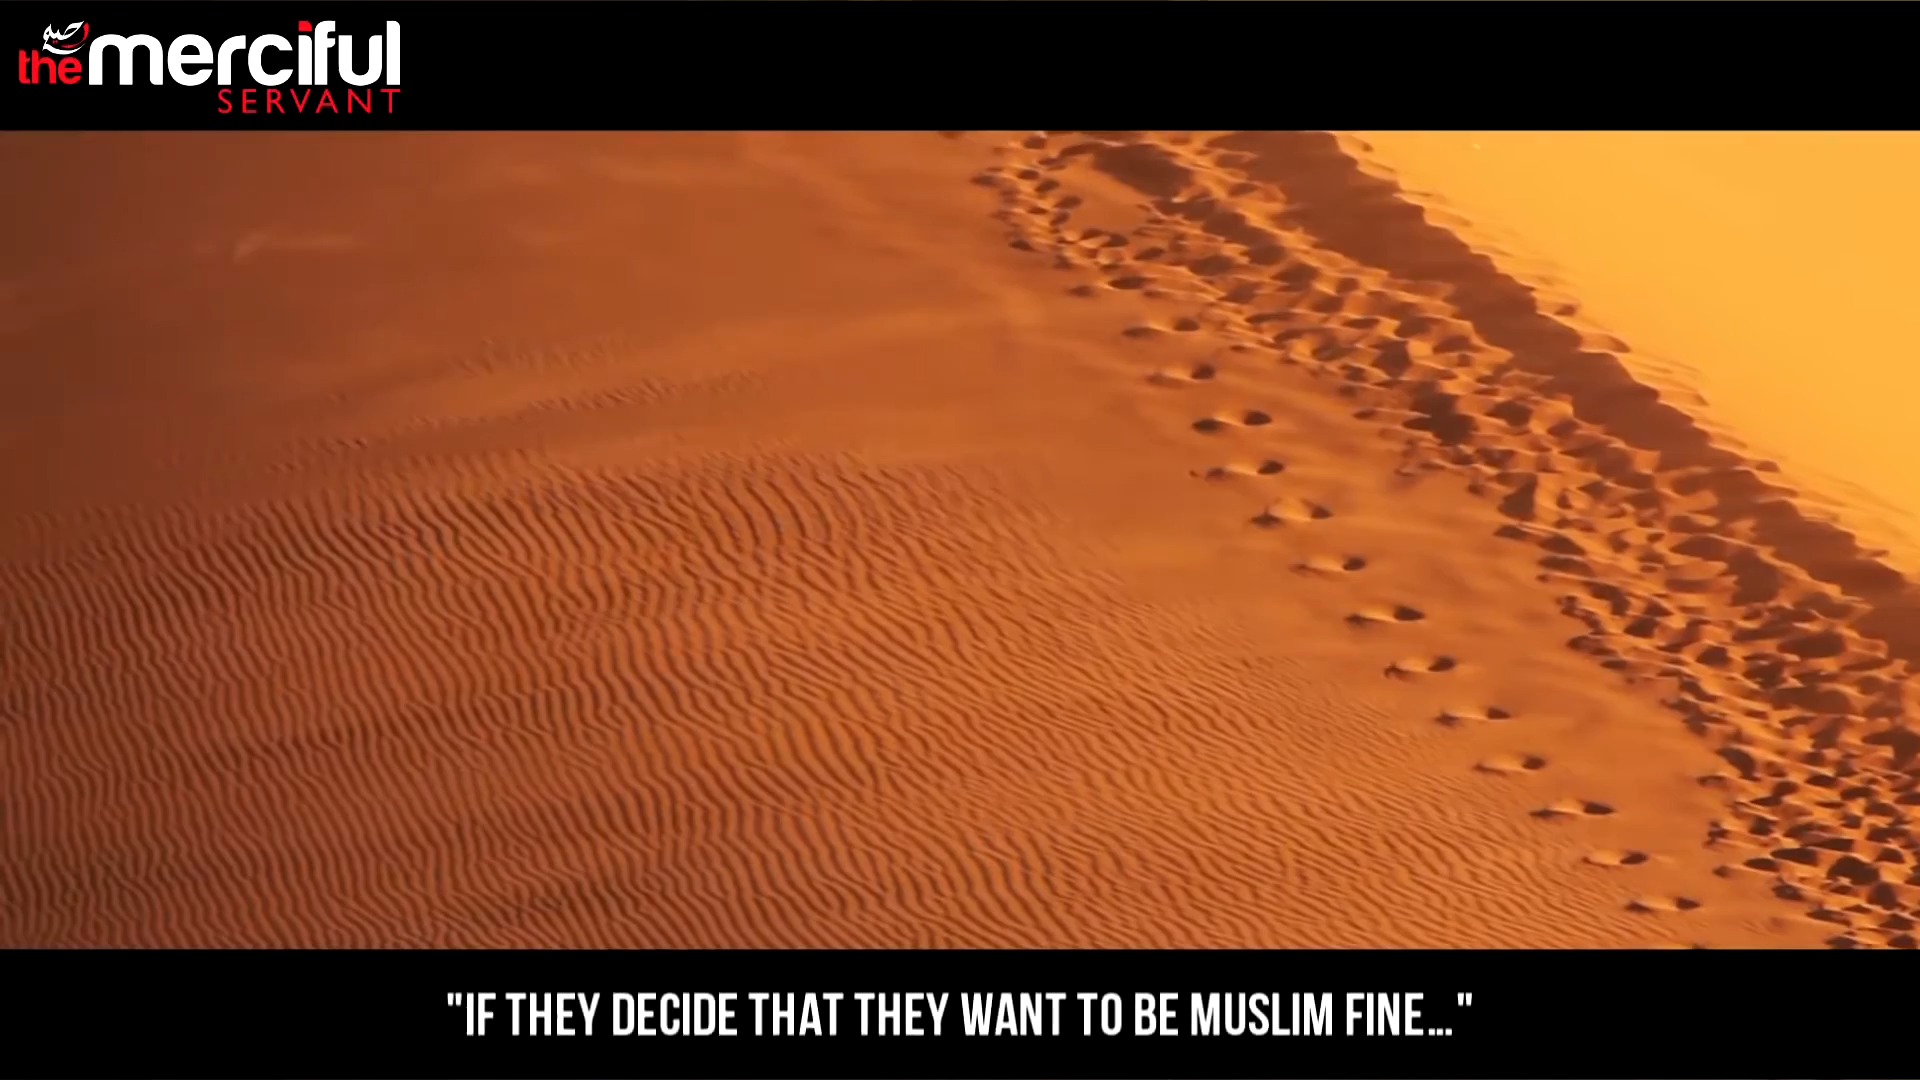 the merciful
SERVANT
"IF THEY DECIDE THAT THEY WANT TO BE MUSLIM FINE..."